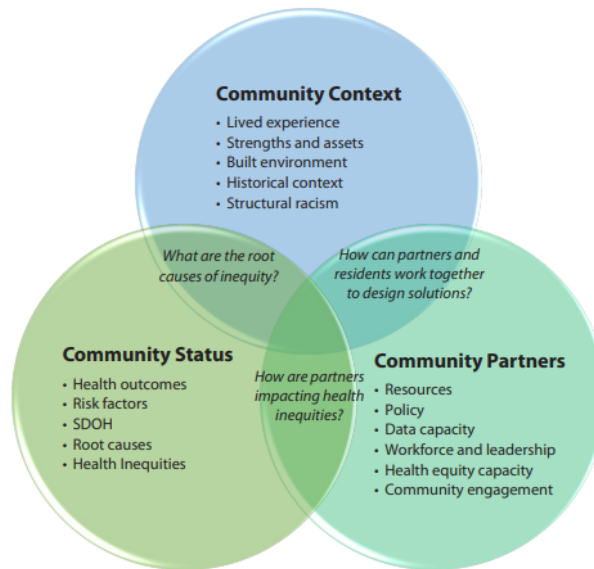 Community Context
• Lived experience
• Strengths and assets
• Built environment
• Historical context
• Structural racism
What are the root
causes of inequity?
How can partners and
residents work together
to design solutions?
Community Status
• Health outcomes
• Risk factors
• SDOH
• Root causes
• Health Inequities
How are partners
impacting health
inequities?
Community Partners
• Resources
• Policy
• Data capacity
• Workforce and leadership
• Health equity capacity
• Community engagement